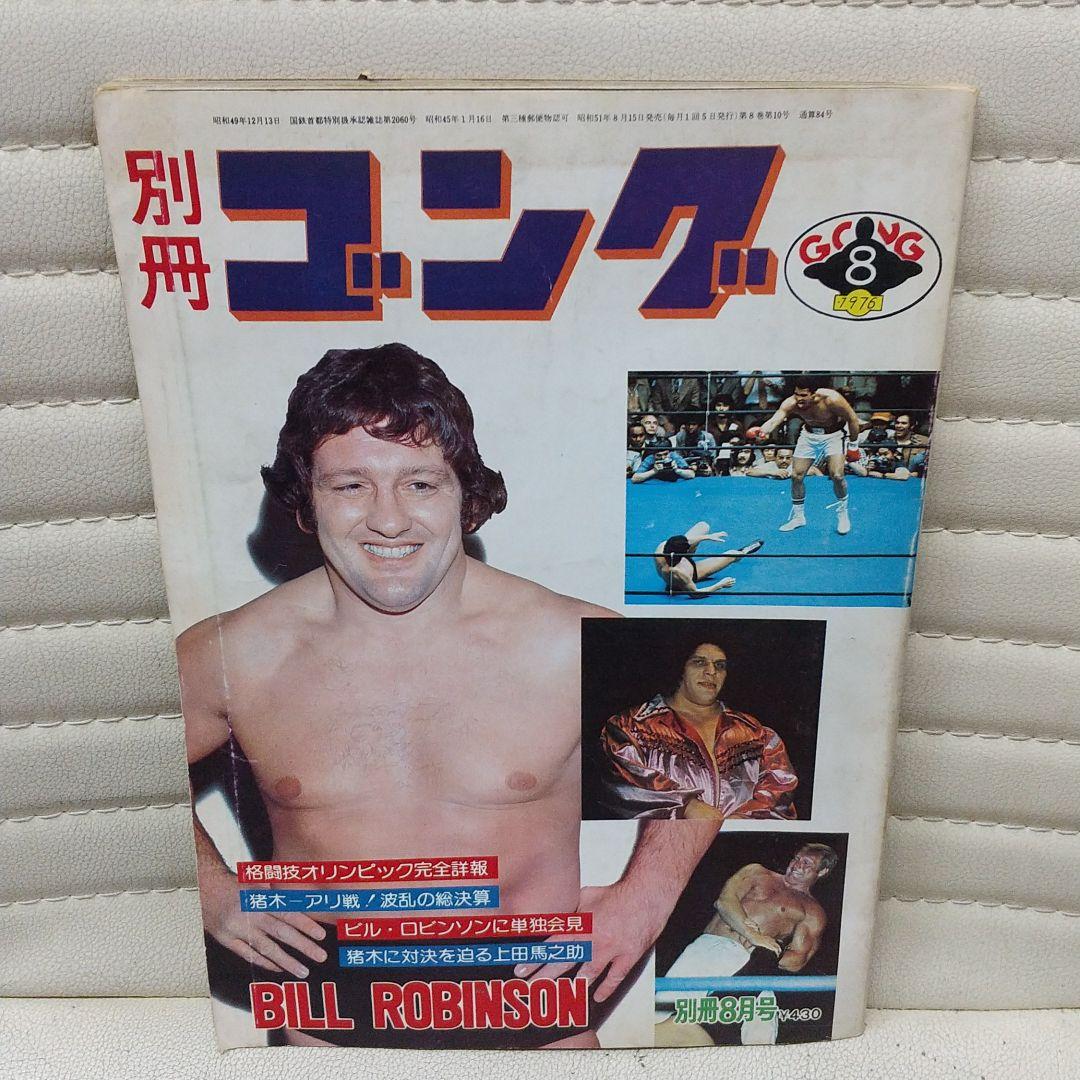 昭和49年12月13日 国鉄首都特別扱承認雑誌第2060号 昭和45年1月16日 第三種郵便物認可 昭和51年8月15日発売(毎月1回5日発行)第8巻第10号 通算84号
別冊
ゴング
GONG
8
1976
格闘技オリンピック完全詳報
猪木－アリ戦！波乱の総決算
ビル・ロビンソンに単独会見
猪木に対決を迫る上田馬之助
BILL ROBINSON
別冊8月号¥430